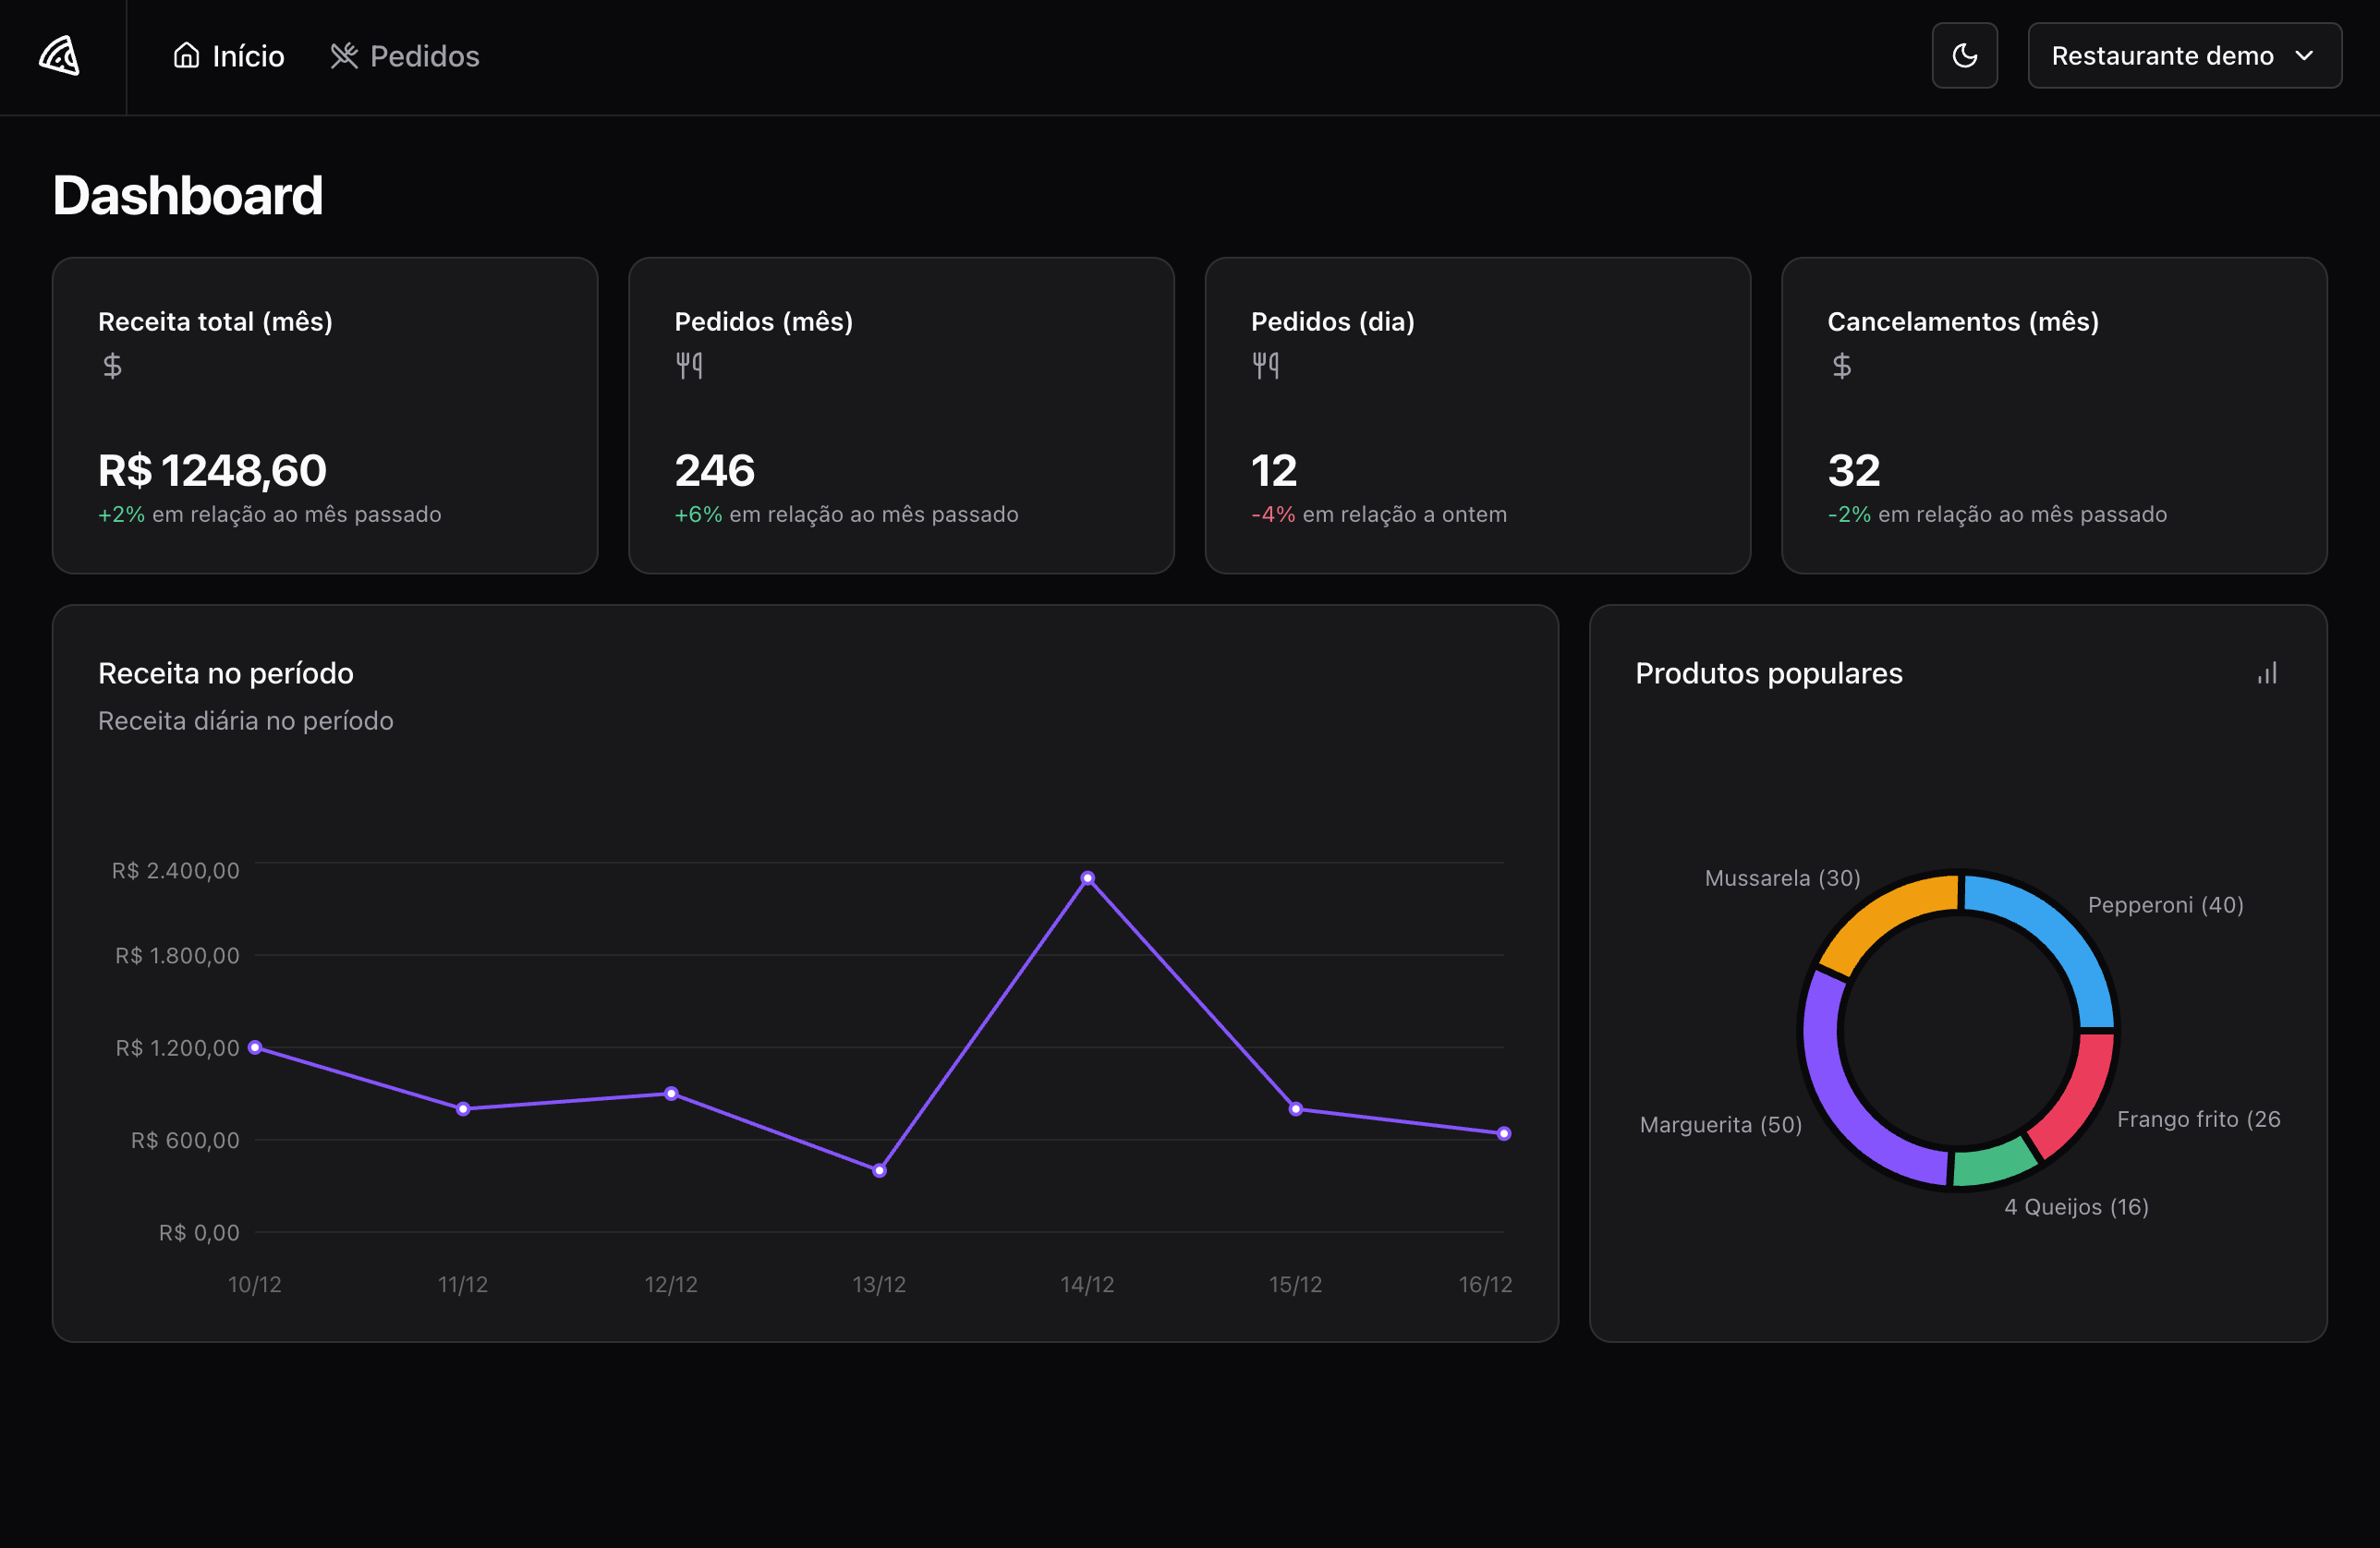 Início
Pedidos
Restaurante demo
Dashboard
Receita total (mês)
R$ 1248,60
+2% em relação ao mês passado
Pedidos (mês)
246
+6% em relação ao mês passado
Pedidos (dia)
12
-4% em relação a ontem
Cancelamentos (mês)
32
-2% em relação ao mês passado
Receita no período
Receita diária no período
R$ 2.400,00
R$ 1.800,00
R$ 1.200,00
R$ 600,00
R$ 0,00
10/12
11/12
12/12
13/12
14/12
15/12
16/12
Produtos populares
Mussarela (30)
Pepperoni (40)
Marguerita (50)
Frango frito (26
4 Queijos (16)